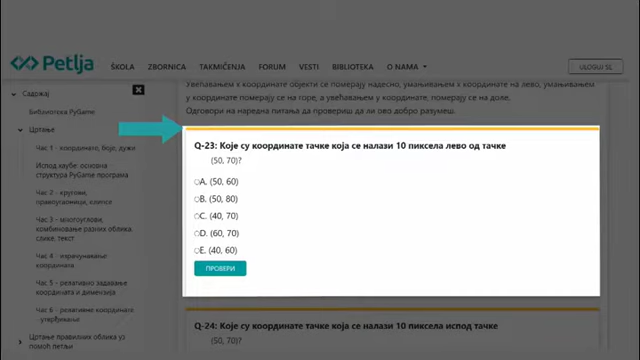 Petlja
ŠKOLA
ZBORNICA
TAKMIČENJA
FORUM
VESTI
BIBLIOTEKA
O NAMA
ULOGUJ SE
Садржај
Библиотека PyGame
Цртање
Час 1 - координате, боје, дужи
Испод хаубе: основна структура PyGame програма
Час 2 - кругови, правоугаоници, елипсе
Час 3 - многоуглови, комбиновање разних облика, слике, текст
Час 4 - израчунавање координата
Час 5 - релативно задавање координата и димензија
Час 6 - релативне координате - утврђивање
Цртање правилних облика уз помоћ петљи
Увећавањем x координате објекти се померају надесно, умањивањем x координате на лево, умањивањем
y координате померају се на горе, а увећавањем y координате, померају се на доле.
Одговори на наредна питања да провериш да ли ово добро разумеш.
Q-23: Које су координате тачке која се налази 10 пиксела лево од тачке
(50, 70)?
A. (50, 60)
B. (50, 80)
C. (40, 70)
D. (60, 70)
E. (40, 60)
ПРОВЕРИ
Q-24: Које су координате тачке која се налази 10 пиксела испод тачке
(50, 70)?